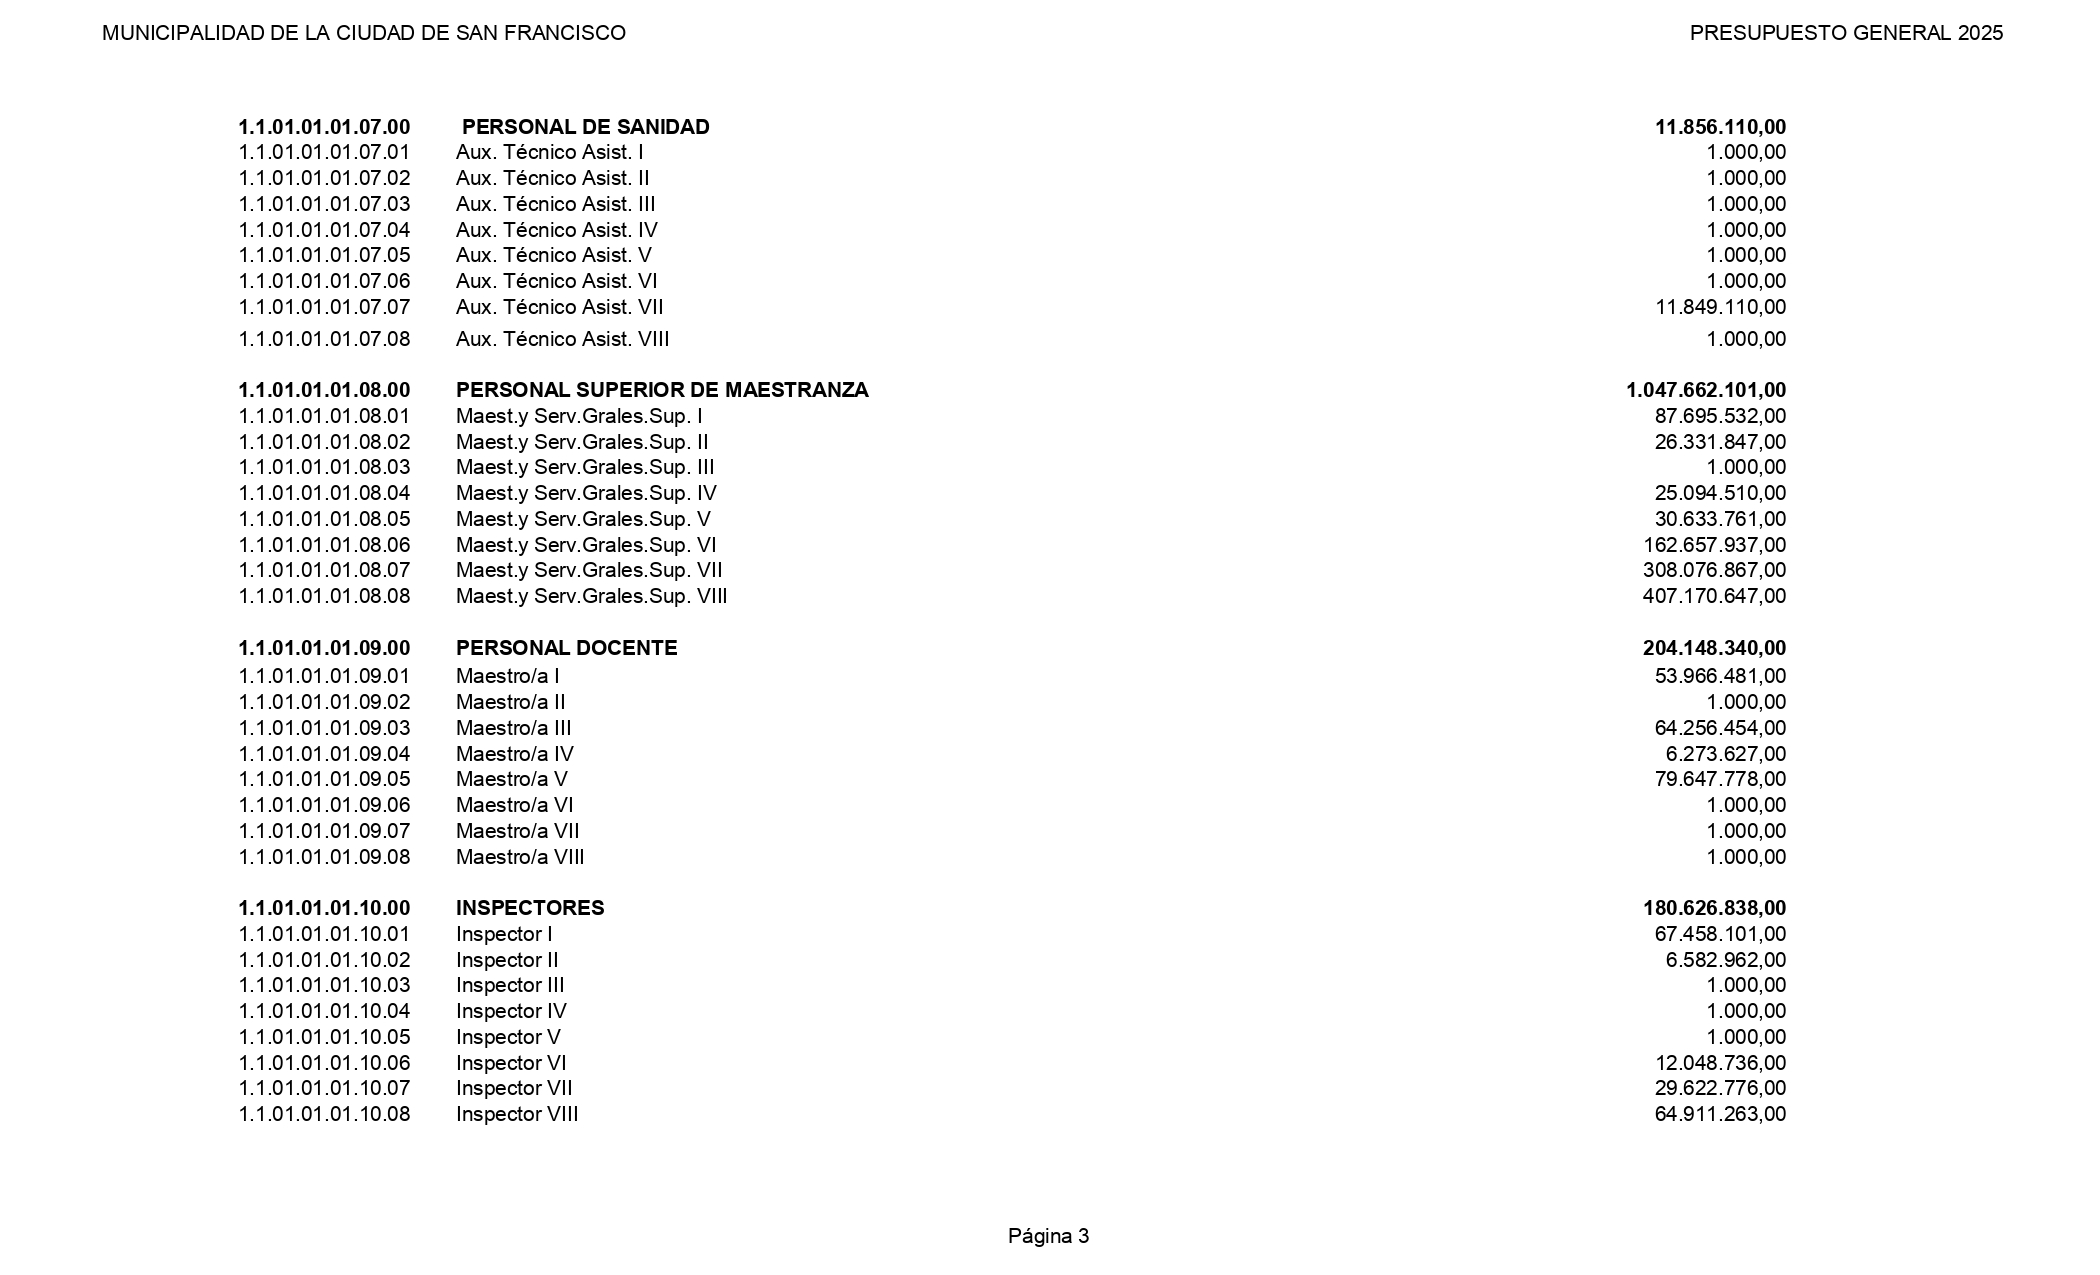 MUNICIPALIDAD DE LA CIUDAD DE SAN FRANCISCO PRESUPUESTO GENERAL 2025
1.1.01.01.01.07.00 PERSONAL DE SANIDAD 11.856.110,00
1.1.01.01.01.07.01 Aux. Técnico Asist. I 1.000,00
1.1.01.01.01.07.02 Aux. Técnico Asist. II 1.000,00
1.1.01.01.01.07.03 Aux. Técnico Asist. III 1.000,00
1.1.01.01.01.07.04 Aux. Técnico Asist. IV 1.000,00
1.1.01.01.01.07.05 Aux. Técnico Asist. V 1.000,00
1.1.01.01.01.07.06 Aux. Técnico Asist. VI 1.000,00
1.1.01.01.01.07.07 Aux. Técnico Asist. VII 11.849.110,00
1.1.01.01.01.07.08 Aux. Técnico Asist. VIII 1.000,00
1.1.01.01.01.08.00 PERSONAL SUPERIOR DE MAESTRANZA 1.047.662.101,00
1.1.01.01.01.08.01 Maest.y Serv.Grales.Sup. I 87.695.532,00
1.1.01.01.01.08.02 Maest.y Serv.Grales.Sup. II 26.331.847,00
1.1.01.01.01.08.03 Maest.y Serv.Grales.Sup. III 1.000,00
1.1.01.01.01.08.04 Maest.y Serv.Grales.Sup. IV 25.094.510,00
1.1.01.01.01.08.05 Maest.y Serv.Grales.Sup. V 30.633.761,00
1.1.01.01.01.08.06 Maest.y Serv.Grales.Sup. VI 162.657.937,00
1.1.01.01.01.08.07 Maest.y Serv.Grales.Sup. VII 308.076.867,00
1.1.01.01.01.08.08 Maest.y Serv.Grales.Sup. VIII 407.170.647,00
1.1.01.01.01.09.00 PERSONAL DOCENTE 204.148.340,00
1.1.01.01.01.09.01 Maestro/a I 53.966.481,00
1.1.01.01.01.09.02 Maestro/a II 1.000,00
1.1.01.01.01.09.03 Maestro/a III 64.256.454,00
1.1.01.01.01.09.04 Maestro/a IV 6.273.627,00
1.1.01.01.01.09.05 Maestro/a V 79.647.778,00
1.1.01.01.01.09.06 Maestro/a VI 1.000,00
1.1.01.01.01.09.07 Maestro/a VII 1.000,00
1.1.01.01.01.09.08 Maestro/a VIII 1.000,00
1.1.01.01.01.10.00 INSPECTORES 180.626.838,00
1.1.01.01.01.10.01 Inspector I 67.458.101,00
1.1.01.01.01.10.02 Inspector II 6.582.962,00
1.1.01.01.01.10.03 Inspector III 1.000,00
1.1.01.01.01.10.04 Inspector IV 1.000,00
1.1.01.01.01.10.05 Inspector V 1.000,00
1.1.01.01.01.10.06 Inspector VI 12.048.736,00
1.1.01.01.01.10.07 Inspector VII 29.622.776,00
1.1.01.01.01.10.08 Inspector VIII 64.911.263,00
Página 3